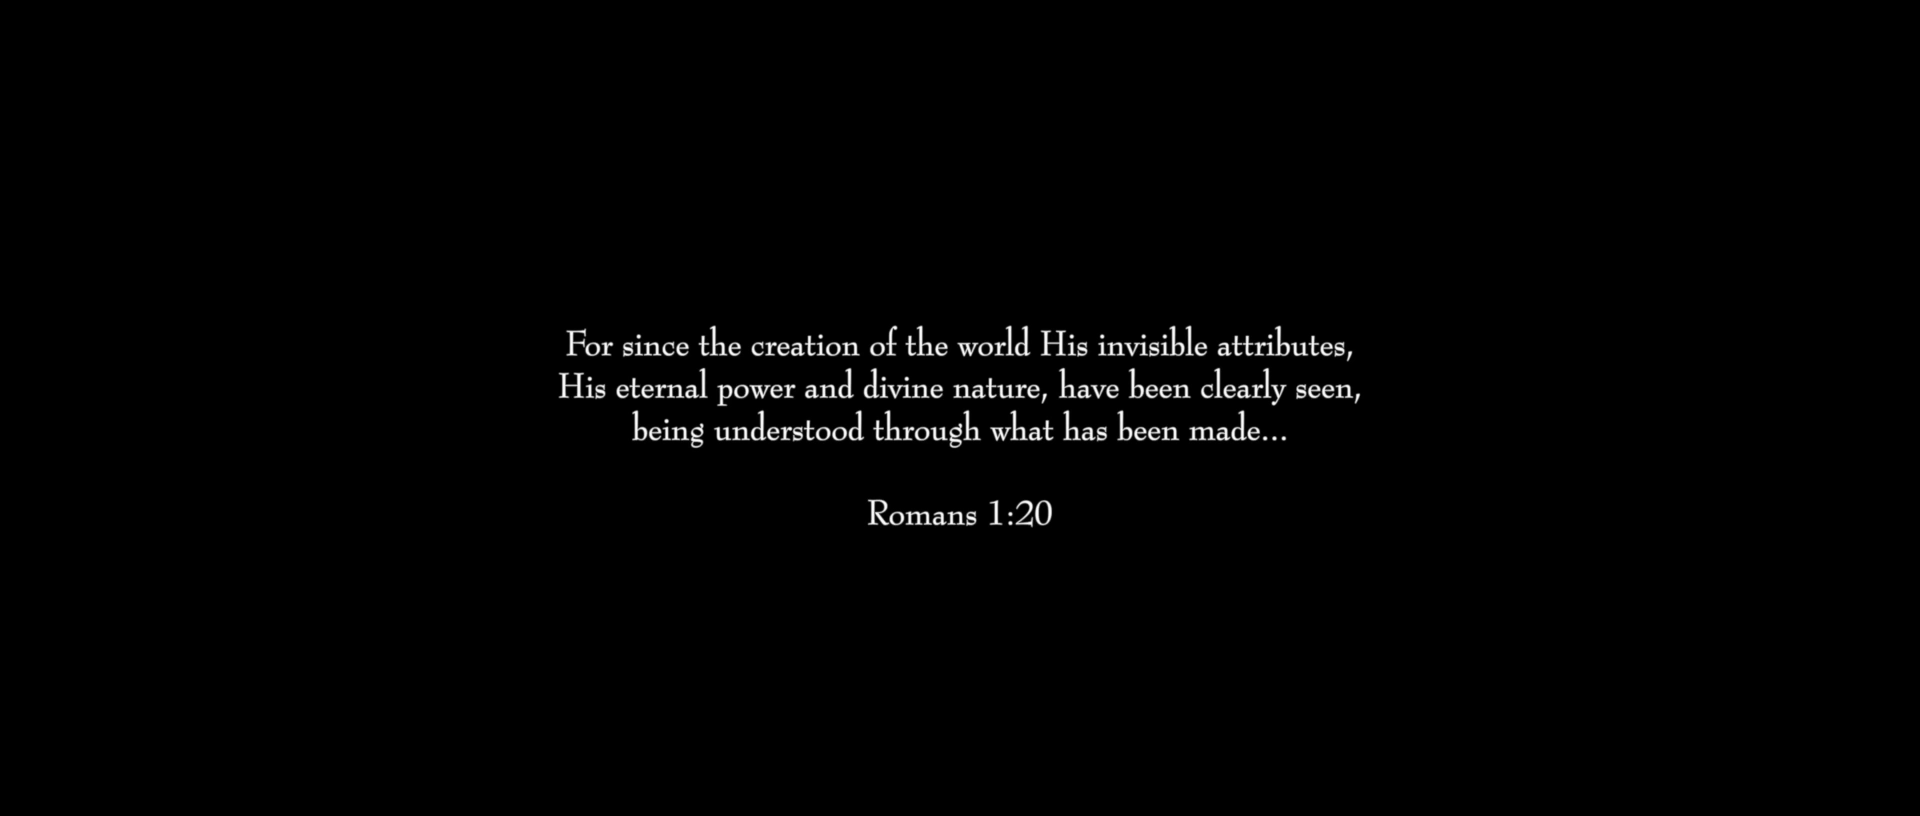 For since the creation of the world His invisible attributes,
His eternal power and divine nature, have been clearly seen,
being understood through what has been made...
Romans 1:20